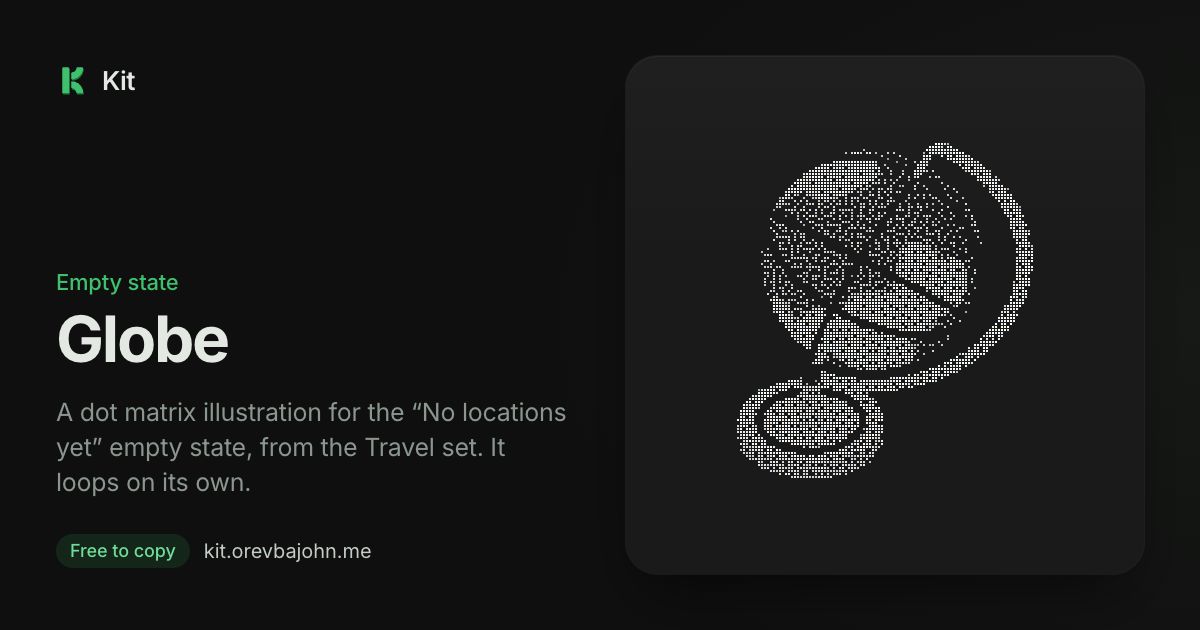 Kit
Empty state
Globe
A dot matrix illustration for the “No locations
yet” empty state, from the Travel set. It
loops on its own.
Free to copy
kit.orevbajohn.me